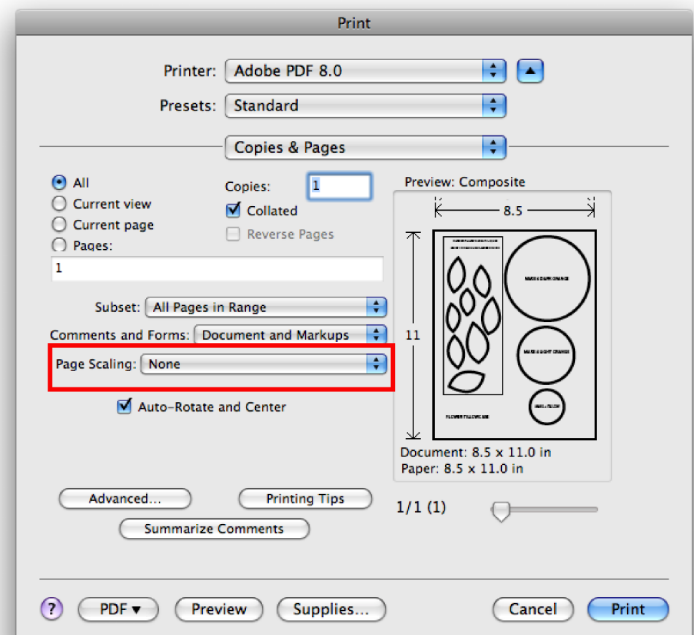 Print
Printer: Adobe PDF 8.0
Presets: Standard
Copies & Pages
All
Current view
Current page
Pages:
1
Copies: 1
Collated
Reverse Pages
Subset: All Pages in Range
Comments and Forms: Document and Markups
Page Scaling: None
Auto-Rotate and Center
Advanced...
Printing Tips
Summarize Comments
Preview: Composite
8.5
11
Document: 8.5 x 11.0 in
Paper: 8.5 x 11.0 in
1/1 (1)
?
PDF ▼
Preview
Supplies...
Cancel
Print